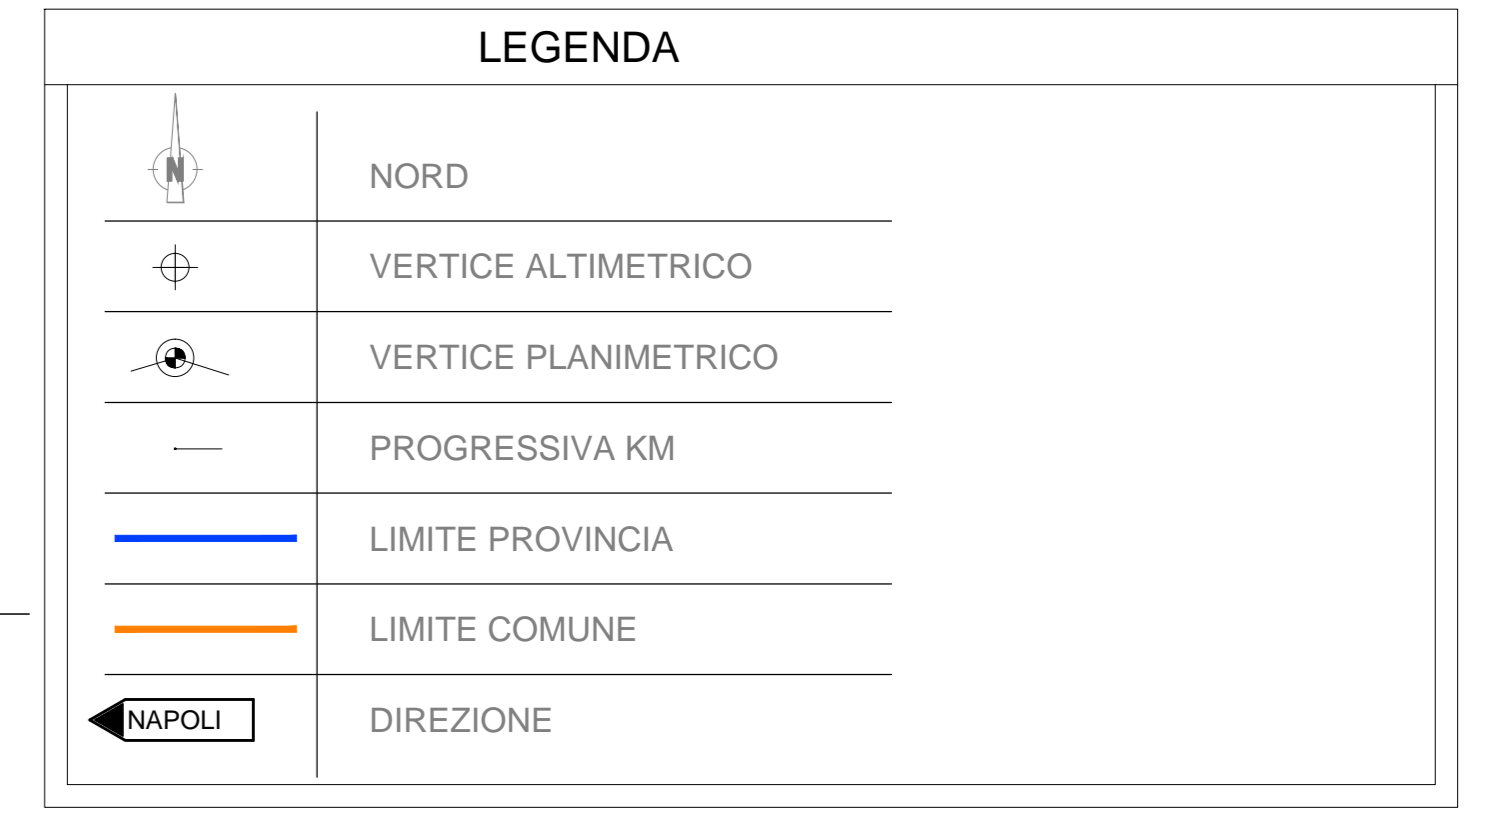 LEGENDA
N
NORD
VERTICE ALTIMETRICO
VERTICE PLANIMETRICO
PROGRESSIVA KM
LIMITE PROVINCIA
LIMITE COMUNE
NAPOLI
DIREZIONE